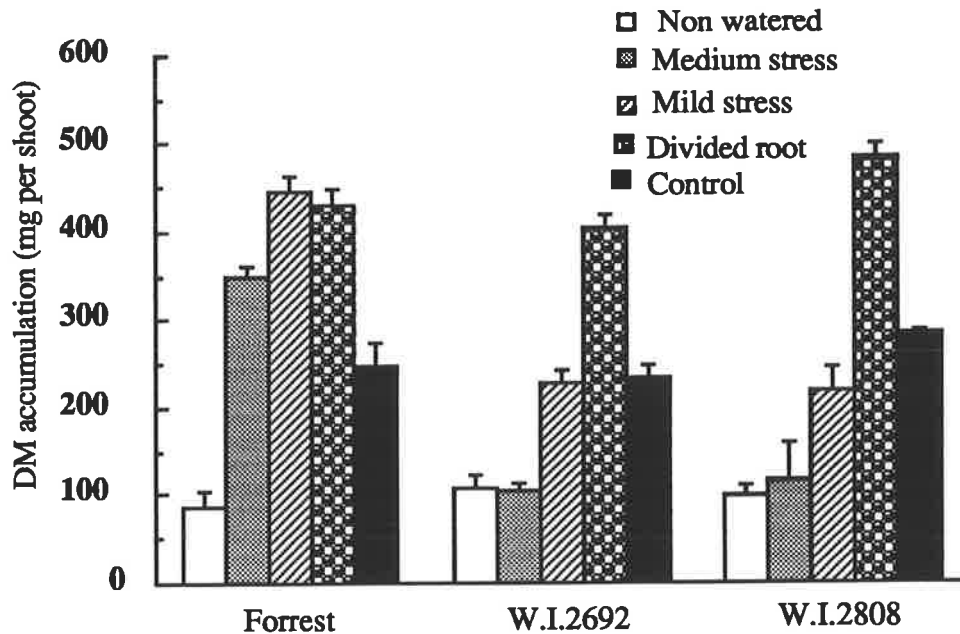 Non watered
Medium stress
Mild stress
Divided root
Control
DM accumulation (mg per shoot)
600
500
400
300
200
100
0
Forrest
W.I.2692
W.I.2808